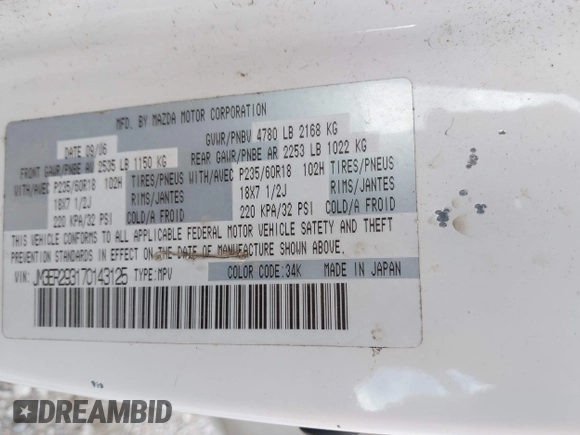 MFD. BY MAZDA MOTOR CORPORATION
DATE 09/06
GVWR/PNBV 4780 LB 2168 KG
FRONT GAWR/PNBE AV 2535 LB 1150 KG
REAR GAWR/PNBE AR 2253 LB 1022 KG
WITH/AVEC P235/60R18 102H TIRES/PNEUS WITH/AVEC P235/60R18 102H TIRES/PNEUS
18X7 1/2J RIMS/JANTES 18X7 1/2J RIMS/JANTES
220 KPA/32 PSI COLD/A FROID 220 KPA/32 PSI COLD/A FROID
THIS VEHICLE CONFORMS TO ALL APPLICABLE FEDERAL MOTOR VEHICLE SAFETY AND THEFT
PREVENTION STANDARDS IN EFFECT ON THE DATE OF MANUFACTURE SHOWN ABOVE.
VIN: JM3ER293170143125 TYPE: MPV COLOR CODE: 34K MADE IN JAPAN
DREAMBID